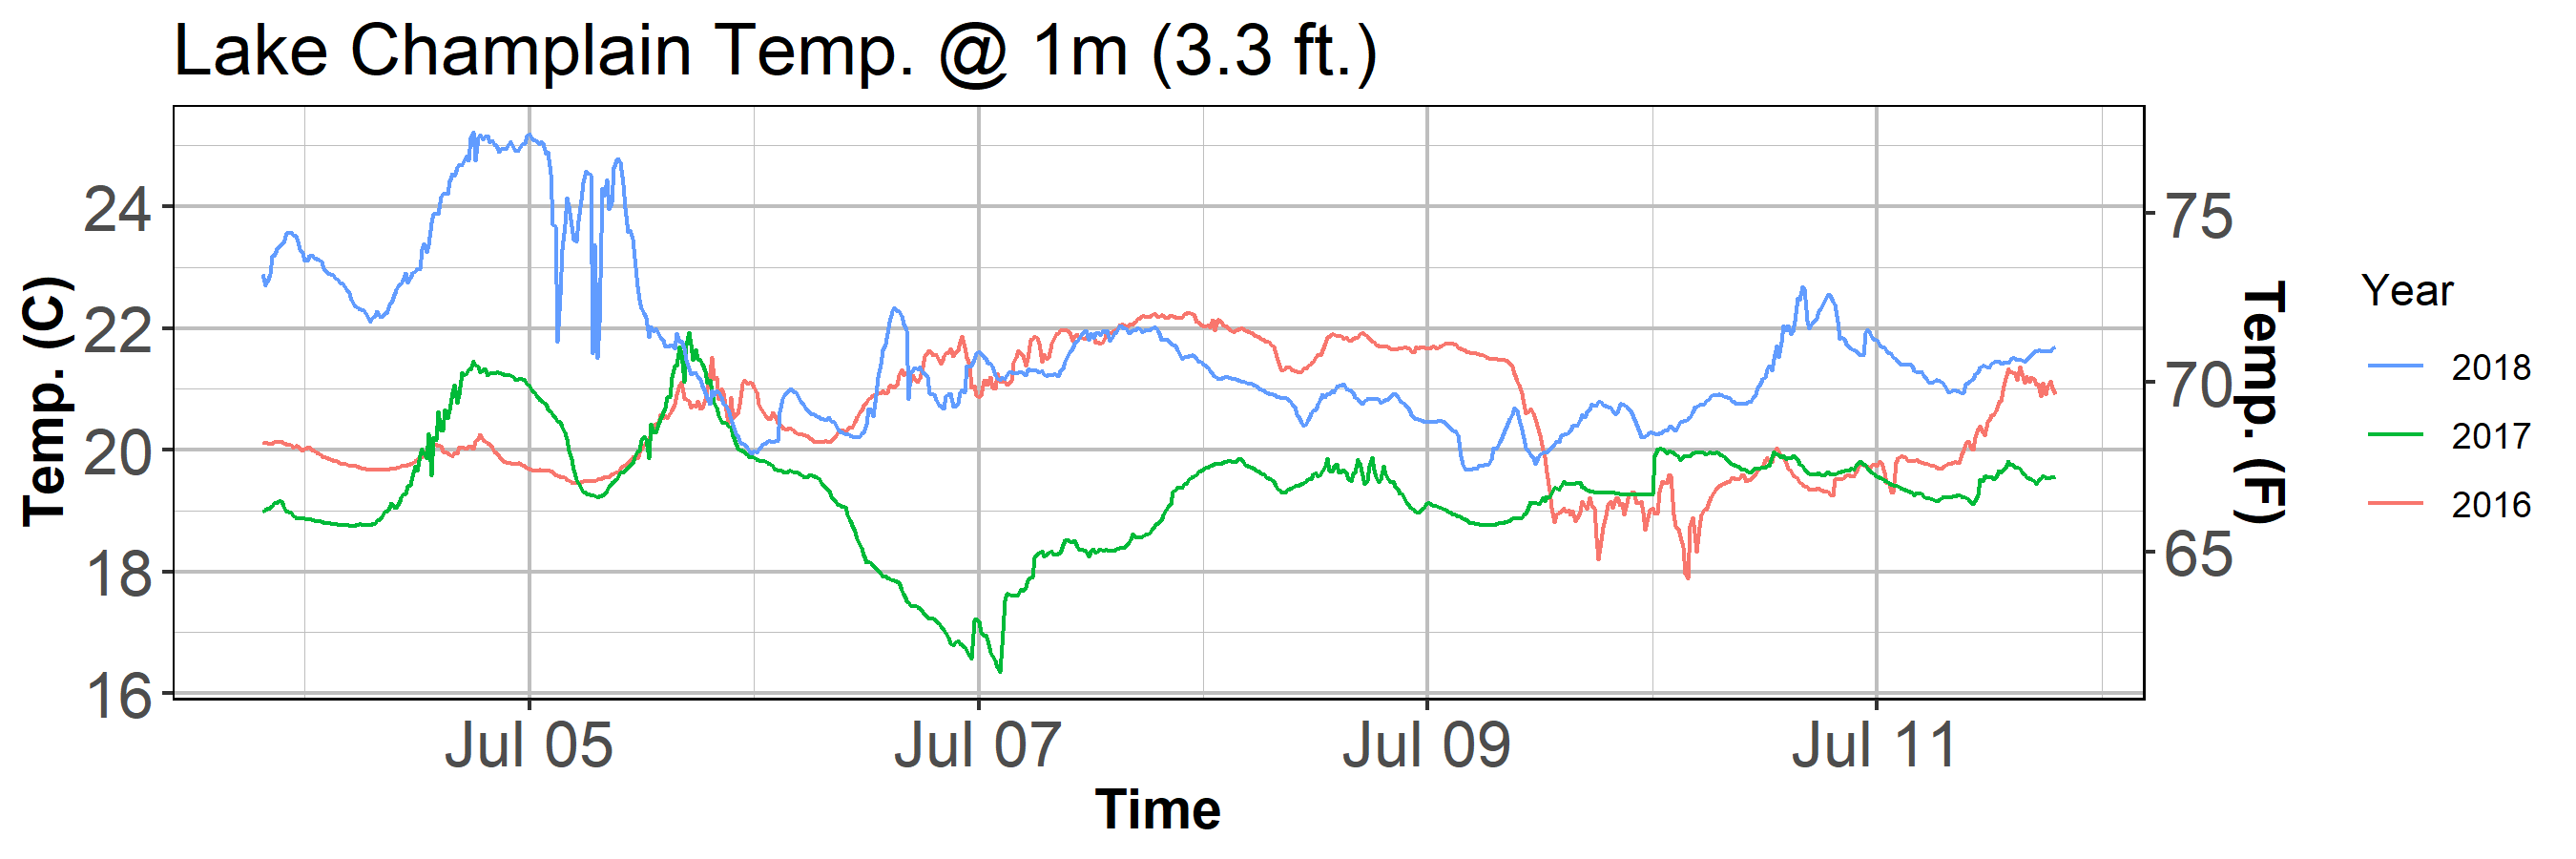 Lake Champlain Temp. @ 1m (3.3 ft.)
Temp. (C)
24
22
20
18
16
75
70
65
Temp. (F)
Jul 05
Jul 07
Jul 09
Jul 11
Time
Year
2018
2017
2016